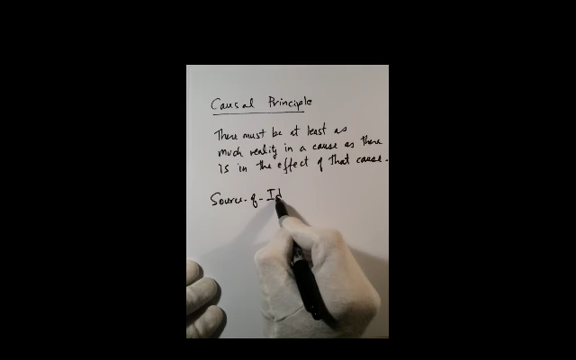 Causal Principle
There must be at least as
much reality in a cause as there
is in the effect of that cause.
Source-of-Id